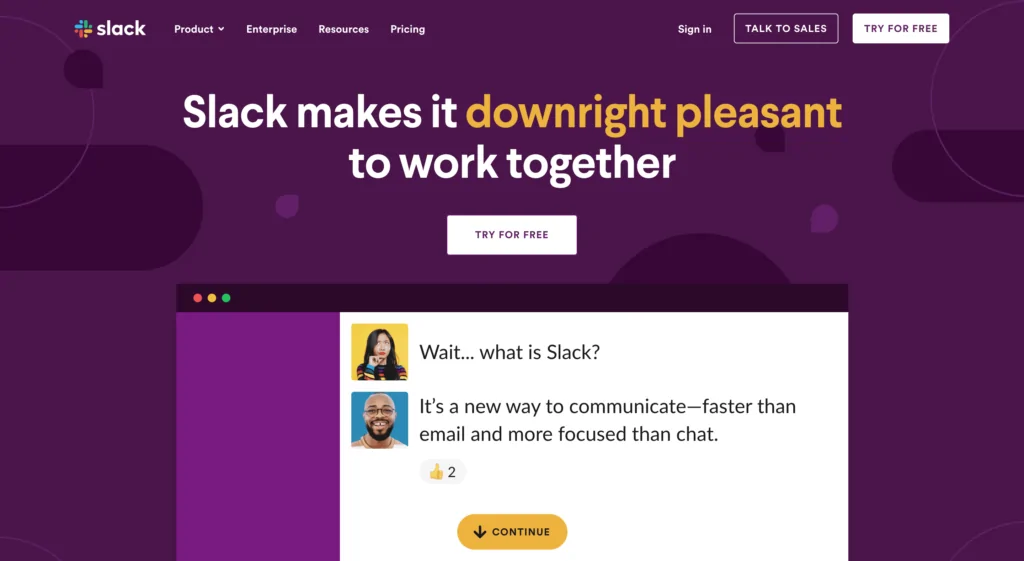 slack Product Enterprise Resources Pricing Sign in TALK TO SALES TRY FOR FREE
Slack makes it downright pleasant
to work together
TRY FOR FREE
Wait... what is Slack?
It’s a new way to communicate—faster than
email and more focused than chat.
2
CONTINUE